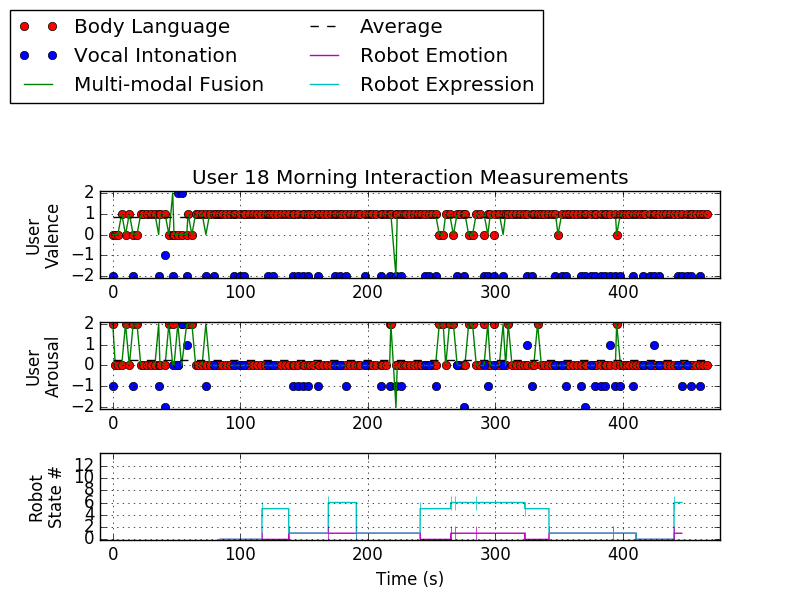 Body Language
Vocal Intonation
Multi-modal Fusion
Average
Robot Emotion
Robot Expression
User 18 Morning Interaction Measurements
User
Valence
2
1
0
−1
−2
0 100 200 300 400
User
Arousal
2
1
0
−1
−2
0 100 200 300 400
Robot
State #
12
10
8
6
4
2
0
0 100 200 300 400
Time (s)